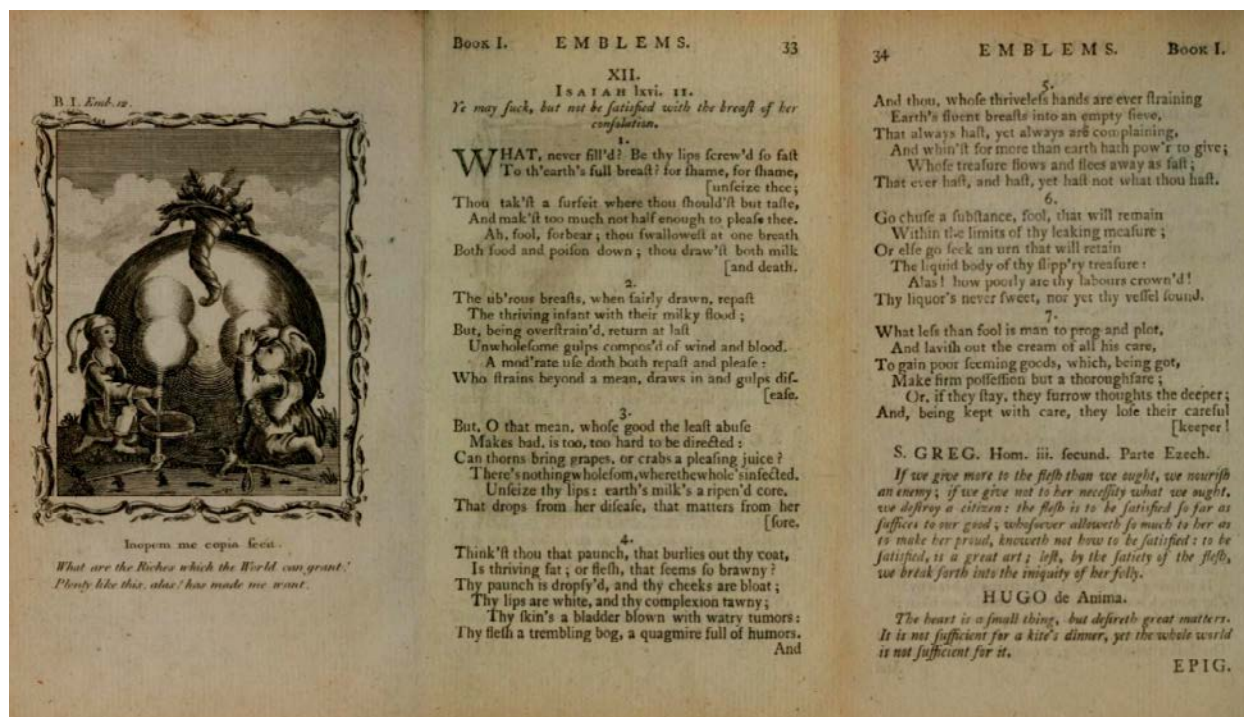 B. I. Emb. 12.
Inopem me copia fecit.
What are the Riches which the World can grant!
Plenty like this, alas! has made me want.
BOOK I. EMBLEMS. 33
XII.
ISAIAH lxvi. 11.
Ye may ſuck, but not be ſatisfied with the breaſt of her
conſolation.
1.
WHAT, never fill'd? Be thy lips ſcrew'd ſo faſt
To th'earth's full breaſt? for ſhame, for ſhame,
[unſeize thee;
Thou tak'ſt a ſurfeit where thou ſhould'ſt but taſte,
And mak'ſt too much not half enough to pleaſe thee.
Ah, fool, forbear; thou ſwalloweſt at one breath
Both food and poiſon down; thou draw'ſt both milk
[and death.
2.
The ub'rous breaſts, when fairly drawn, repaſt
The thriving infant with their milky flood;
But, being overſtrain'd, return at laſt
Unwholeſome gulps compos'd of wind and blood.
A mod'rate uſe doth both repaſt and pleaſe:
Who ſtrains beyond a mean, draws in and gulps diſ-
[eaſe.
3.
But, O that mean, whoſe good the leaſt abuſe
Makes bad, is too, too hard to be directed:
Can thorns bring grapes, or crabs a pleaſing juice?
There's nothing wholeſom, where the whole's infected.
Unſeize thy lips: earth's milk's a ripen'd core,
That drops from her diſeaſe, that matters from her
[ſore.
4.
Think'ſt thou that paunch, that burlies out thy coat,
Is thriving fat; or fleſh, that ſeems ſo brawny?
Thy paunch is dropſy'd, and thy cheeks are bloat;
Thy lips are white, and thy complexion tawny;
Thy ſkin's a bladder blown with watry tumors:
Thy fleſh a trembling bog, a quagmire full of humors.
And
34 EMBLEMS. BOOK I.
5.
And thou, whoſe thriveleſs hands are ever ſtraining
Earth's fluent breaſts into an empty ſieve,
That always haſt, yet always art complaining,
And whin'ſt for more than earth hath pow'r to give;
Whoſe treaſure flows and flees away as faſt;
That ever haſt, and haſt, yet haſt not what thou haſt.
6.
Go chuſe a ſubſtance, fool, that will remain
Within the limits of thy leaking meaſure;
Or elſe go ſeek an urn that will retain
The liquid body of thy ſlipp'ry treaſure:
Alas! how poorly are thy labours crown'd!
Thy liquor's never ſweet, nor yet thy veſſel ſound.
7.
What leſs than fool is man to prog and plot,
And laviſh out the cream of all his care,
To gain poor ſeeming goods, which, being got,
Make firm poſſeſſion but a thoroughfare;
Or, if they ſtay, they furrow thoughts the deeper;
And, being kept with care, they loſe their careful
[keeper!
S. GREG. Hom. iii. ſecund. Parte Ezech.
If we give more to the fleſh than we ought, we nouriſh
an enemy; if we give not to her neceſſity what we ought,
we deſtroy a citizen: the fleſh is to be ſatisfied ſo far as
ſuffices to our good; whoſoever alloweth ſo much to her as
to make her proud, knoweth not how to be ſatisfied: to be
ſatisfied, is a great art; leſt, by the ſatiety of the fleſh,
we break forth into the iniquity of her folly.
HUGO de Anima.
The heart is a ſmall thing, but deſireth great matters.
It is not ſufficient for a kite's dinner, yet the whole world
is not ſufficient for it.
EPIG.